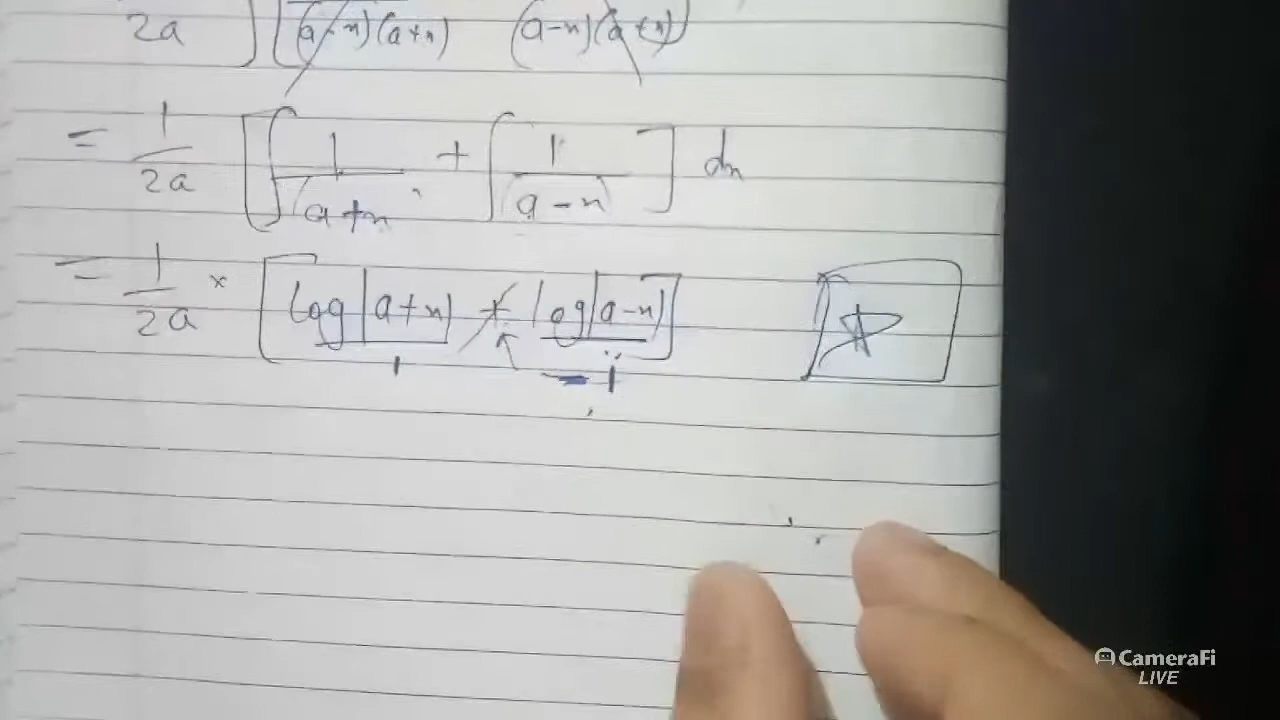 2a ] [ (a-x)(a+x) (a-x)(a+x)
= 1/2a [ ∫ 1/(a+x) + ∫ 1/(a-x) ] dx
= 1/2a × [ log|a+x| + log|a-x| ]
1 - 1
CameraFi
LIVE